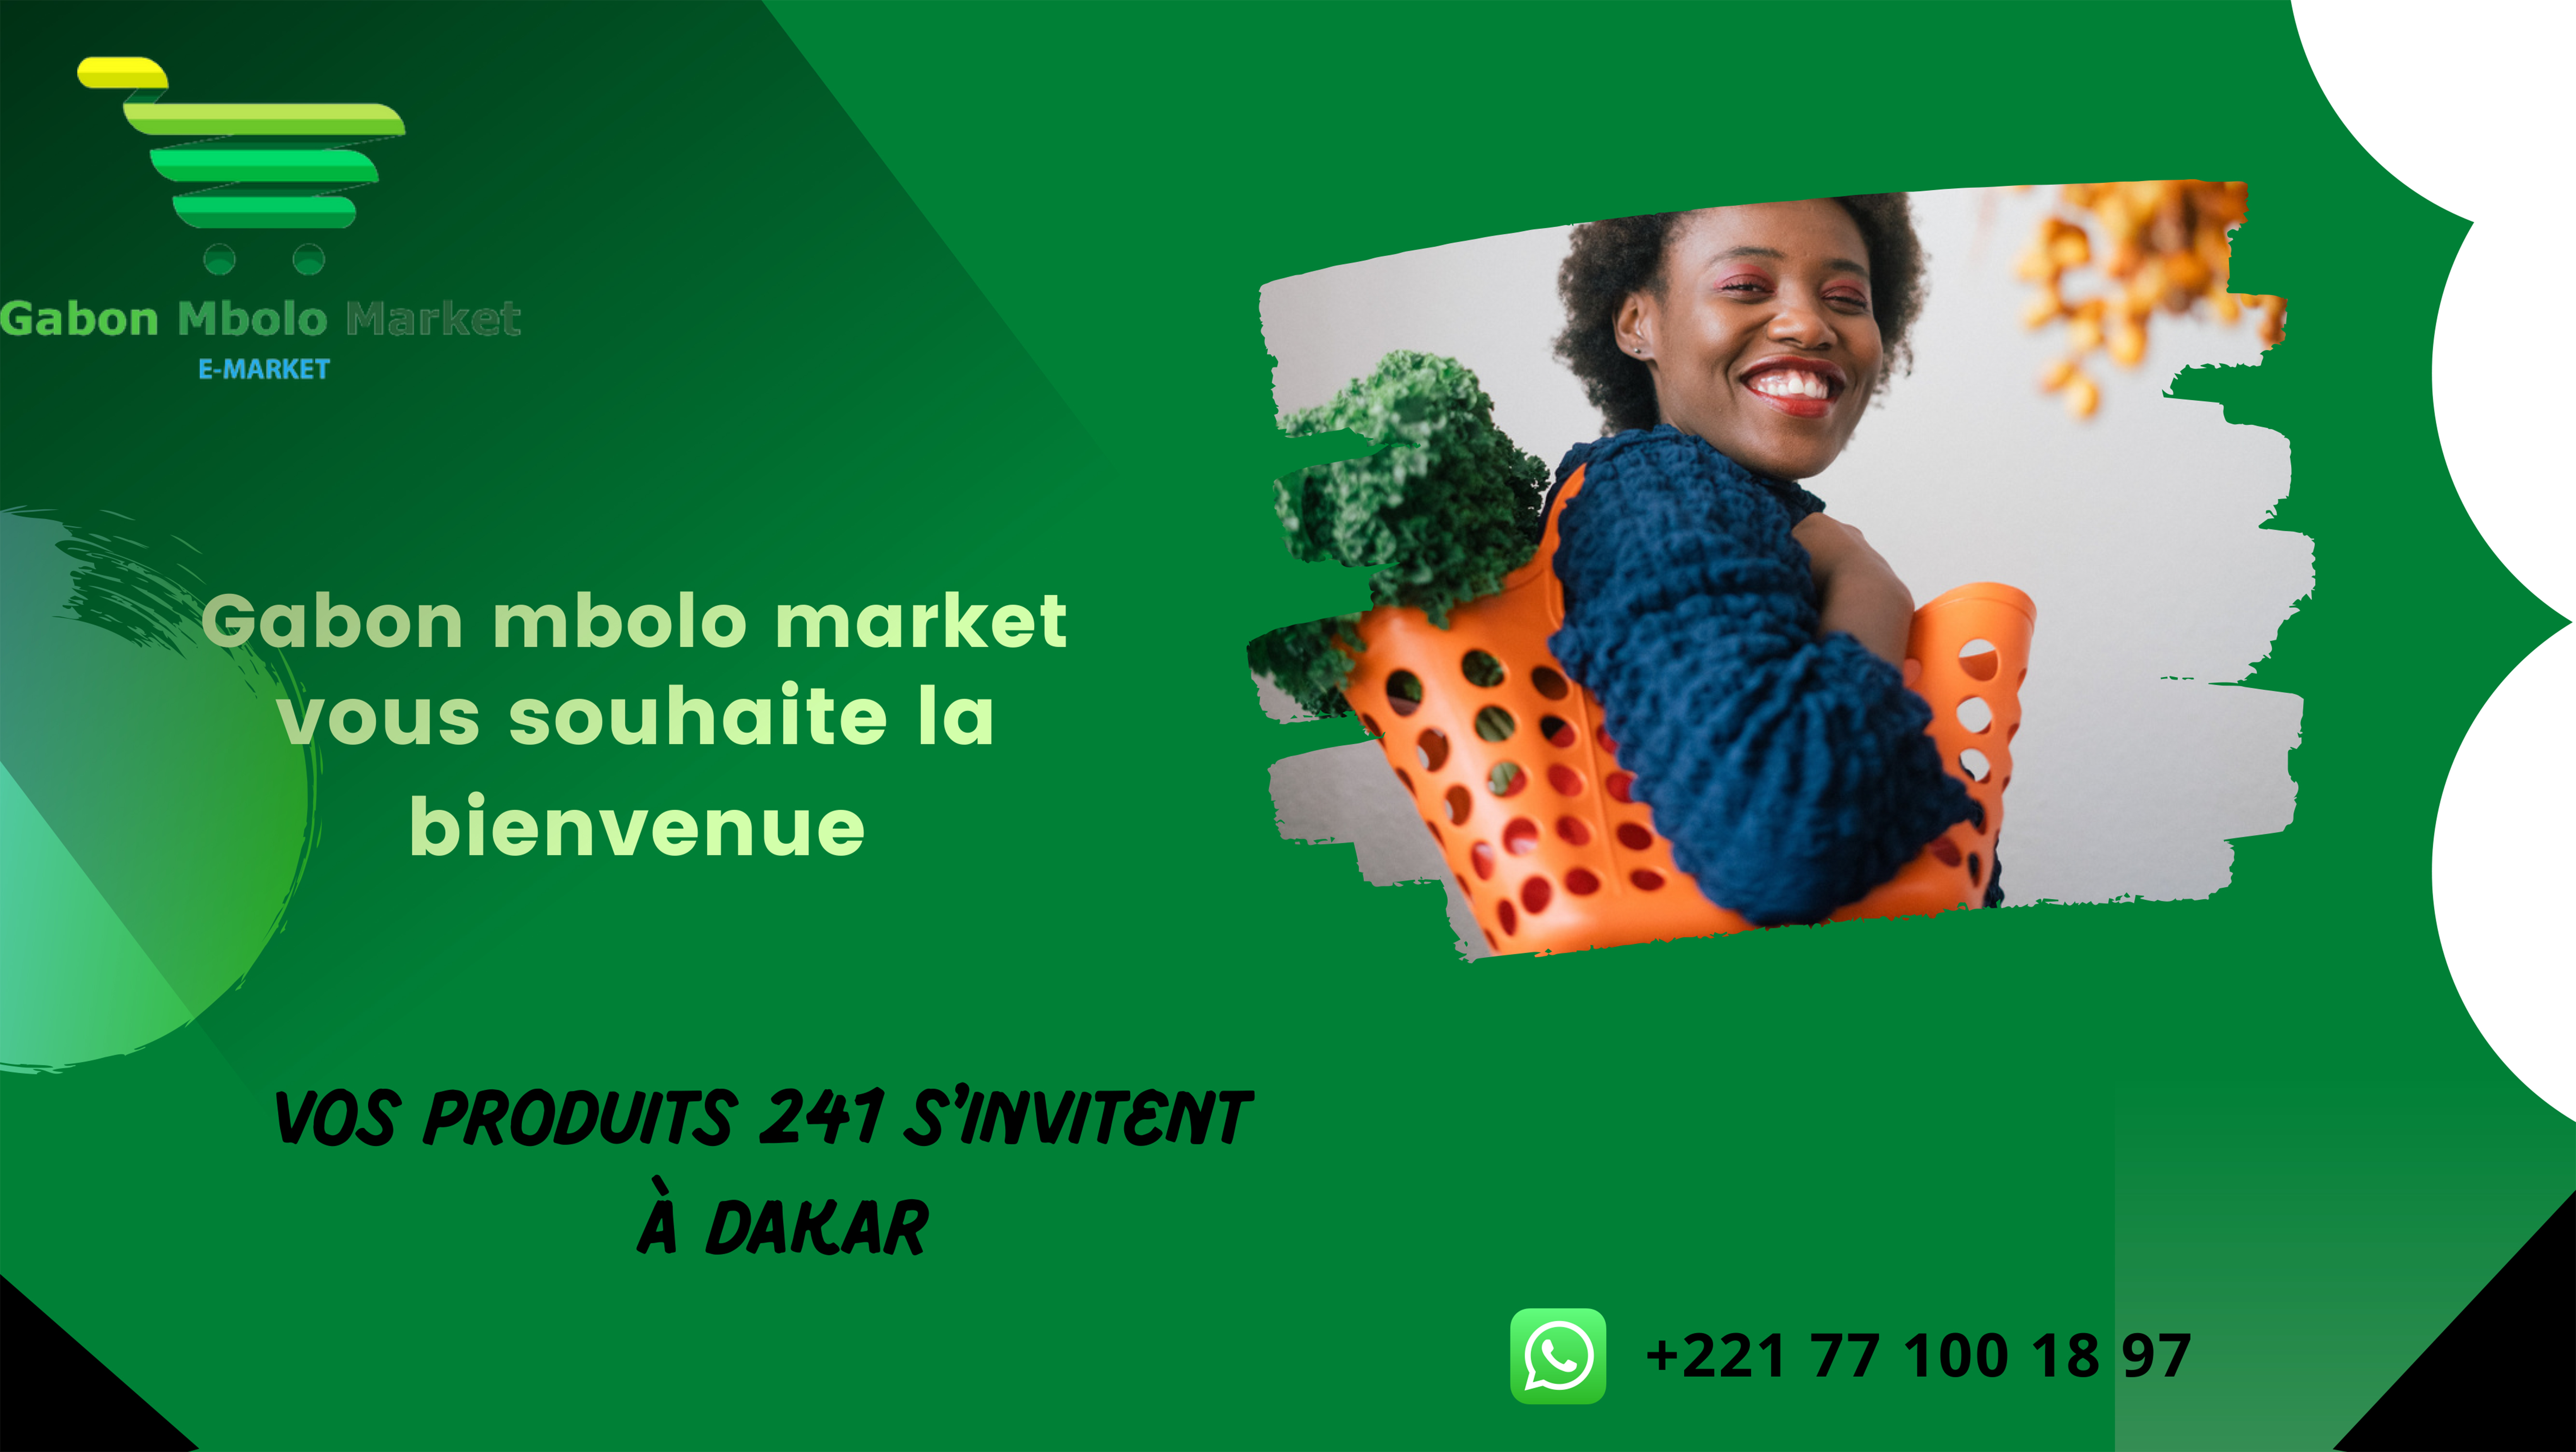 Gabon Mbolo Market
E-MARKET
Gabon mbolo market
vous souhaite la
bienvenue
VOS PRODUITS 241 S'INVITENT
À DAKAR
+221 77 100 18 97